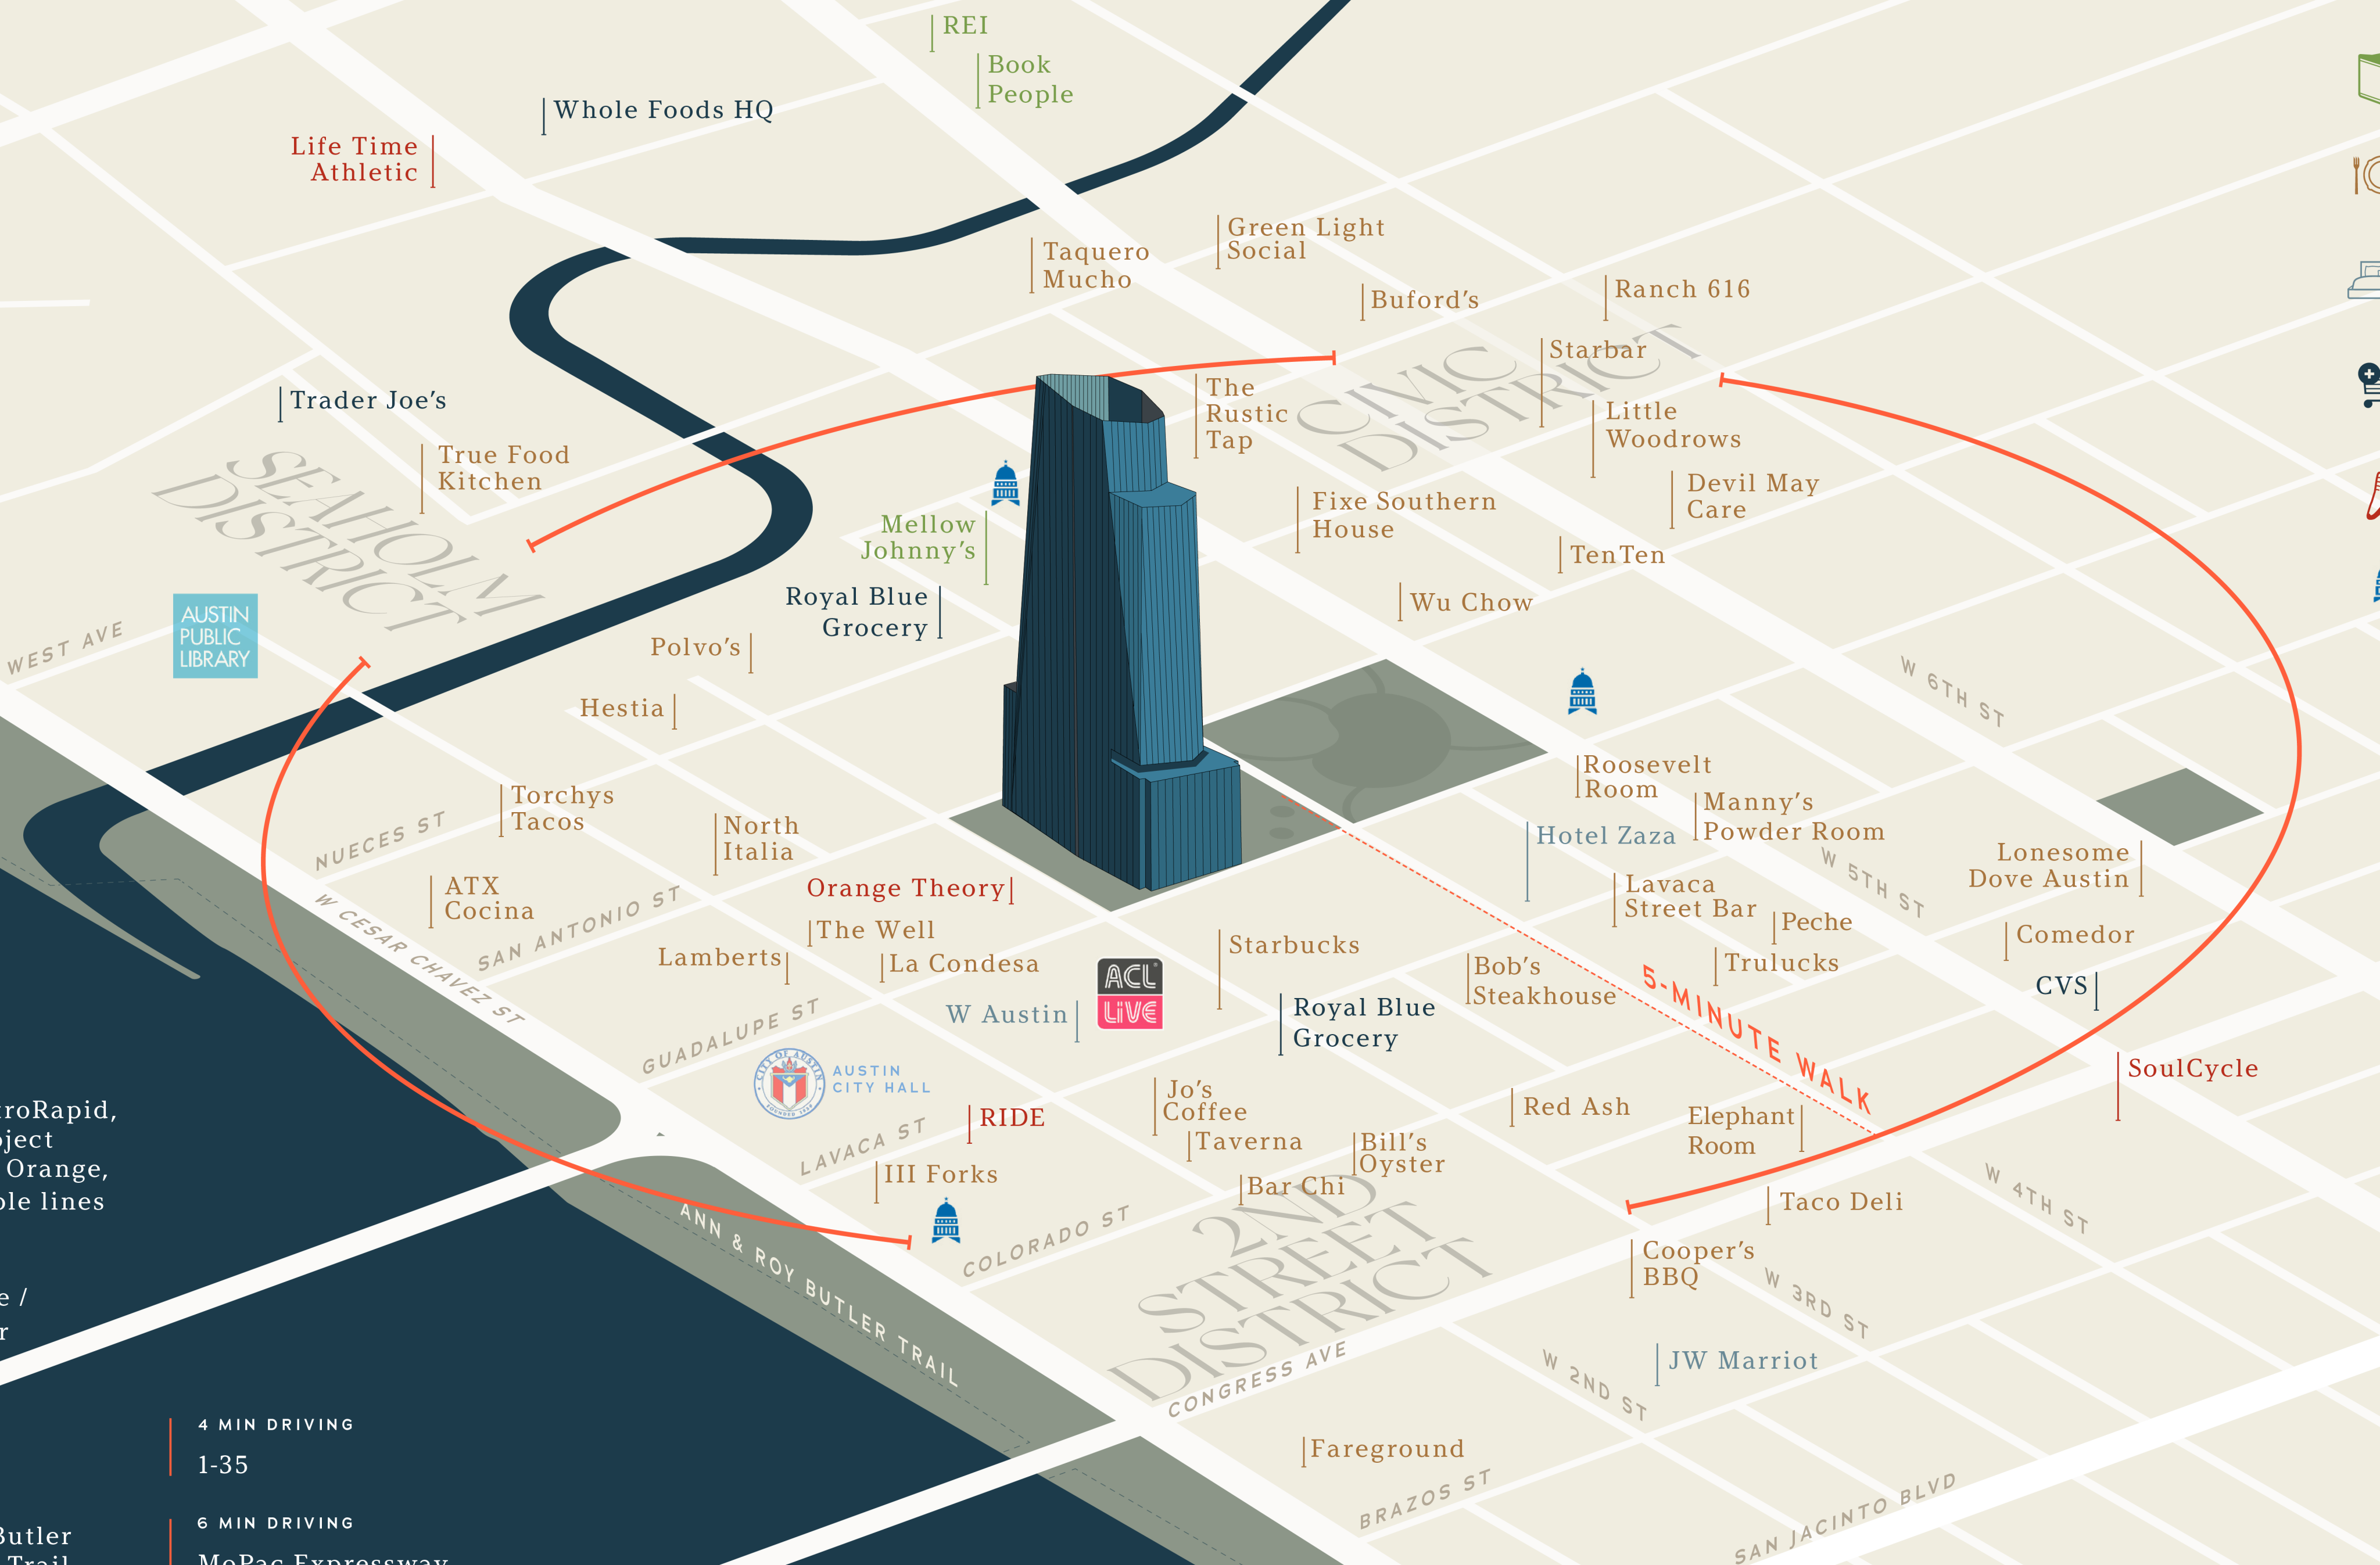 REI
Book
People
Whole Foods HQ
Life Time
Athletic
Green Light
Social
Taquero
Mucho
Buford's
Ranch 616
Starbar
CIVIC
DISTRICT
The
Rustic
Tap
Little
Woodrows
Trader Joe's
True Food
Kitchen
SEAHOLM
DISTRICT
Devil May
Care
Fixe Southern
House
Mellow
Johnny's
TenTen
Royal Blue
Grocery
Wu Chow
AUSTIN
PUBLIC
LIBRARY
WEST AVE
Polvo's
Hestia
W 6TH ST
Roosevelt
Room
Manny's
Powder Room
Hotel Zaza
Torchys
Tacos
NUECES ST
North
Italia
W 5TH ST
Lonesome
Dove Austin
ATX
Cocina
Orange Theory
Lavaca
Street Bar
Peche
W CESAR CHAVEZ ST
SAN ANTONIO ST
The Well
Lamberts
La Condesa
Starbucks
Comedor
Trulucks
Bob's
Steakhouse
CVS
W Austin
ACL
LIVE
Royal Blue
Grocery
5-MINUTE WALK
GUADALUPE ST
CITY OF AUSTIN
FOUNDED 1839
AUSTIN
CITY HALL
SoulCycle
Jo's
Coffee
RIDE
Red Ash
Elephant
Room
Taverna
Bill's
Oyster
LAVACA ST
III Forks
Bar Chi
Taco Deli
W 4TH ST
2ND
STREET
DISTRICT
COLORADO ST
ANN & ROY BUTLER TRAIL
Cooper's
BBQ
W 3RD ST
CONGRESS AVE
JW Marriot
W 2ND ST
Fareground
BRAZOS ST
SAN JACINTO BLVD
roRapid,
ject
Orange,
ple lines
e /
r
4 MIN DRIVING
1-35
6 MIN DRIVING
MoPac Expressway
Butler
Trail